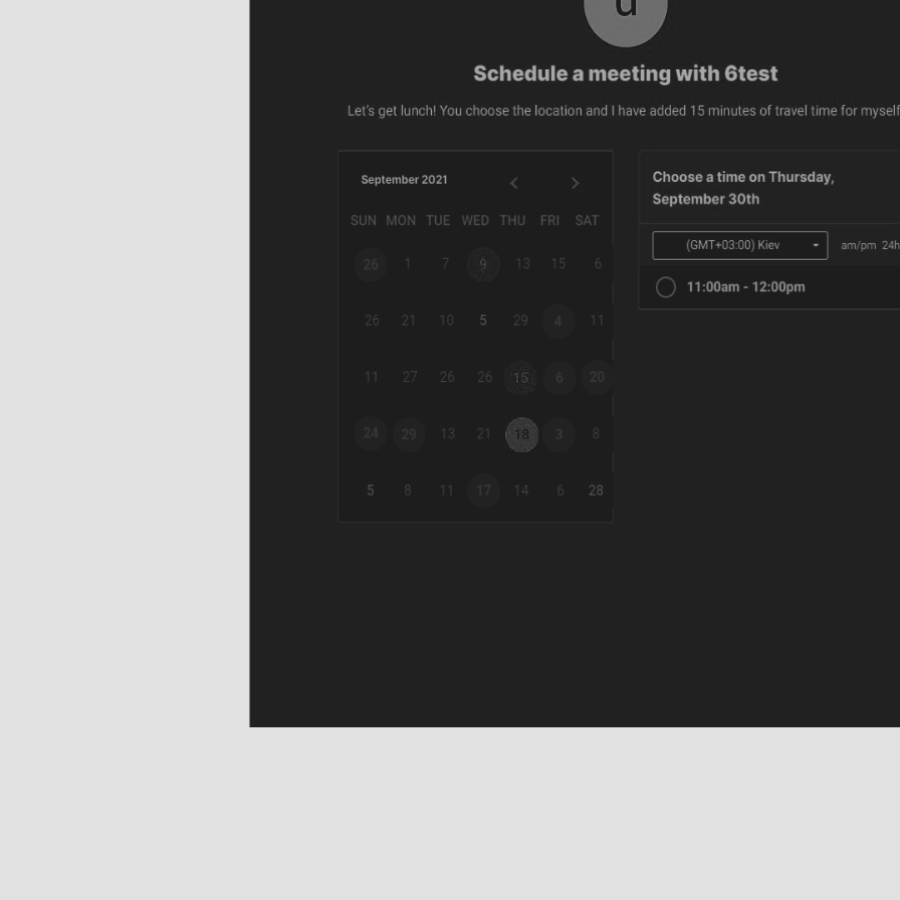 d
Schedule a meeting with 6test
Let's get lunch! You choose the location and I have added 15 minutes of travel time for myself
September 2021
SUN MON TUE WED THU FRI SAT
26 1 7 9 13 15 6
26 21 10 5 29 4 11
11 27 26 26 15 6 20
24 29 13 21 18 3 8
5 8 11 17 14 6 28
Choose a time on Thursday,
September 30th
(GMT+03:00) Kiev
am/pm 24h
11:00am - 12:00pm